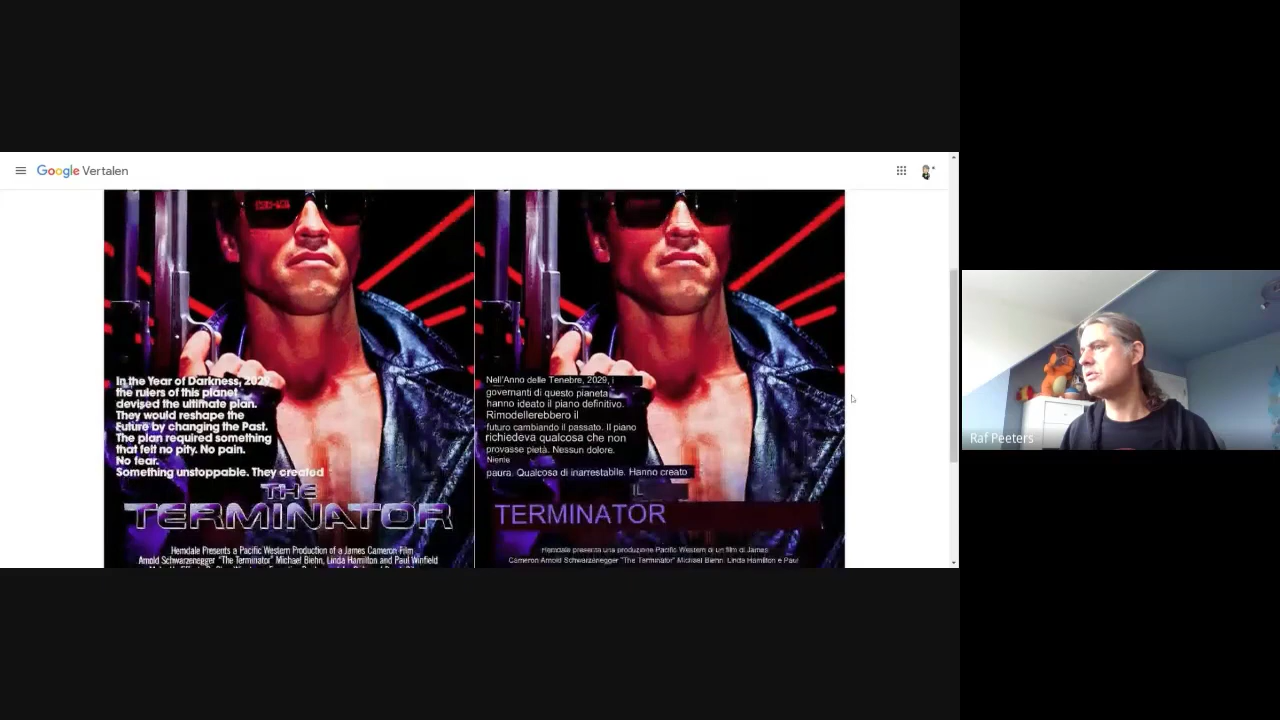 Google Vertalen
In the Year of Darkness, 2029,
the rulers of this planet
devised the ultimate plan.
They would reshape the
Future by changing the Past.
The plan required something
that felt no pity. No pain.
No fear.
Something unstoppable. They created
THE
TERMINATOR
Hemdale Presents a Pacific Western Production of a James Cameron Film
Arnold Schwarzenegger "The Terminator" Michael Biehn, Linda Hamilton and Paul Winfield
Nell'Anno delle Tenebre, 2029, i
governanti di questo pianeta
hanno ideato il piano definitivo.
Rimodellerebbero il
futuro cambiando il passato. Il piano
richiedeva qualcosa che non
provasse pietà. Nessun dolore.
Niente
paura. Qualcosa di inarrestabile. Hanno creato
IL
TERMINATOR
Hemdale presenta una produzione Pacific Western di un film di James
Cameron Arnold Schwarzenegger "The Terminator" Michael Biehn, Linda Hamilton e Paul
Raf Peeters